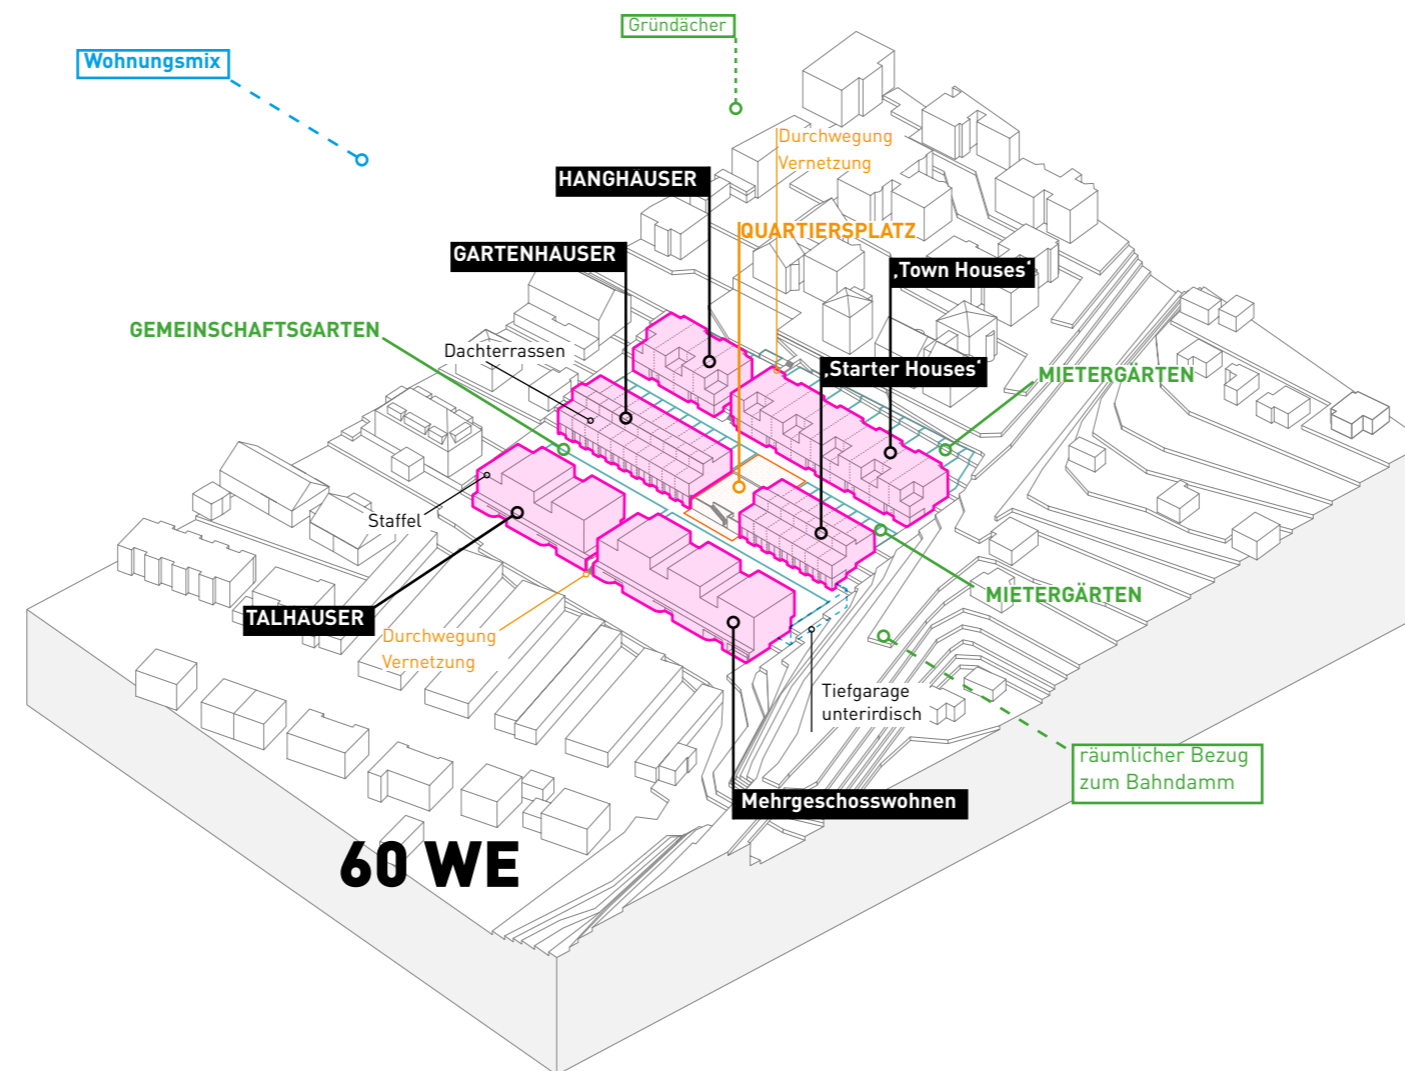 Gründächer
Wohnungsmix
Durchwegung
Vernetzung
HANGHAUSER
QUARTIERSPLATZ
GARTENHAUSER
‚Town Houses‘
GEMEINSCHAFTSGARTEN
Dachterrassen
‚Starter Houses‘
MIETERGÄRTEN
Staffel
MIETERGÄRTEN
TALHAUSER
Durchwegung
Vernetzung
Tiefgarage
unterirdisch
räumlicher Bezug
zum Bahndamm
Mehrgeschosswohnen
60 WE